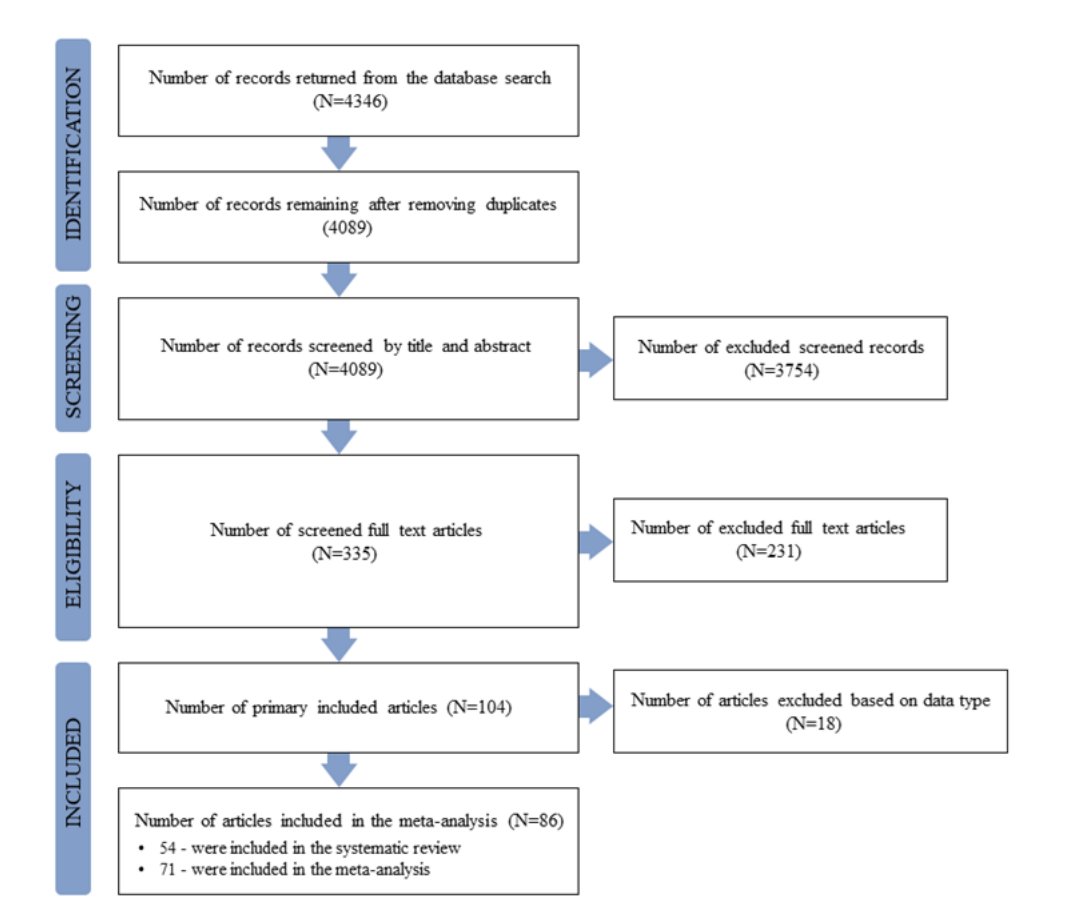 IDENTIFICATION
Number of records returned from the database search
(N=4346)
Number of records remaining after removing duplicates
(4089)
SCREENING
Number of records screened by title and abstract
(N=4089)
Number of excluded screened records
(N=3754)
ELIGIBILITY
Number of screened full text articles
(N=335)
Number of excluded full text articles
(N=231)
INCLUDED
Number of primary included articles (N=104)
Number of articles excluded based on data type
(N=18)
Number of articles included in the meta-analysis (N=86)
• 54 - were included in the systematic review
• 71 - were included in the meta-analysis